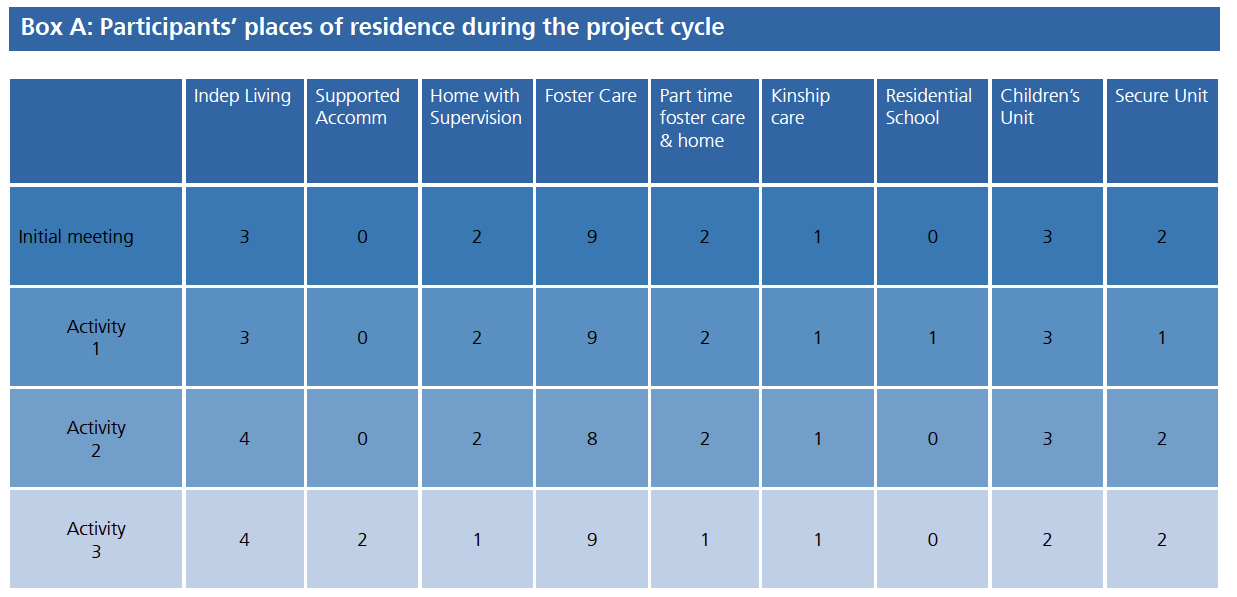 Box A: Participants’ places of residence during the project cycle
Indep Living Supported Accomm Home with Supervision Foster Care Part time foster care & home Kinship care Residential School Children’s Unit Secure Unit
Initial meeting 3 0 2 9 2 1 0 3 2
Activity 1 3 0 2 9 2 1 1 3 1
Activity 2 4 0 2 8 2 1 0 3 2
Activity 3 4 2 1 9 1 1 0 2 2